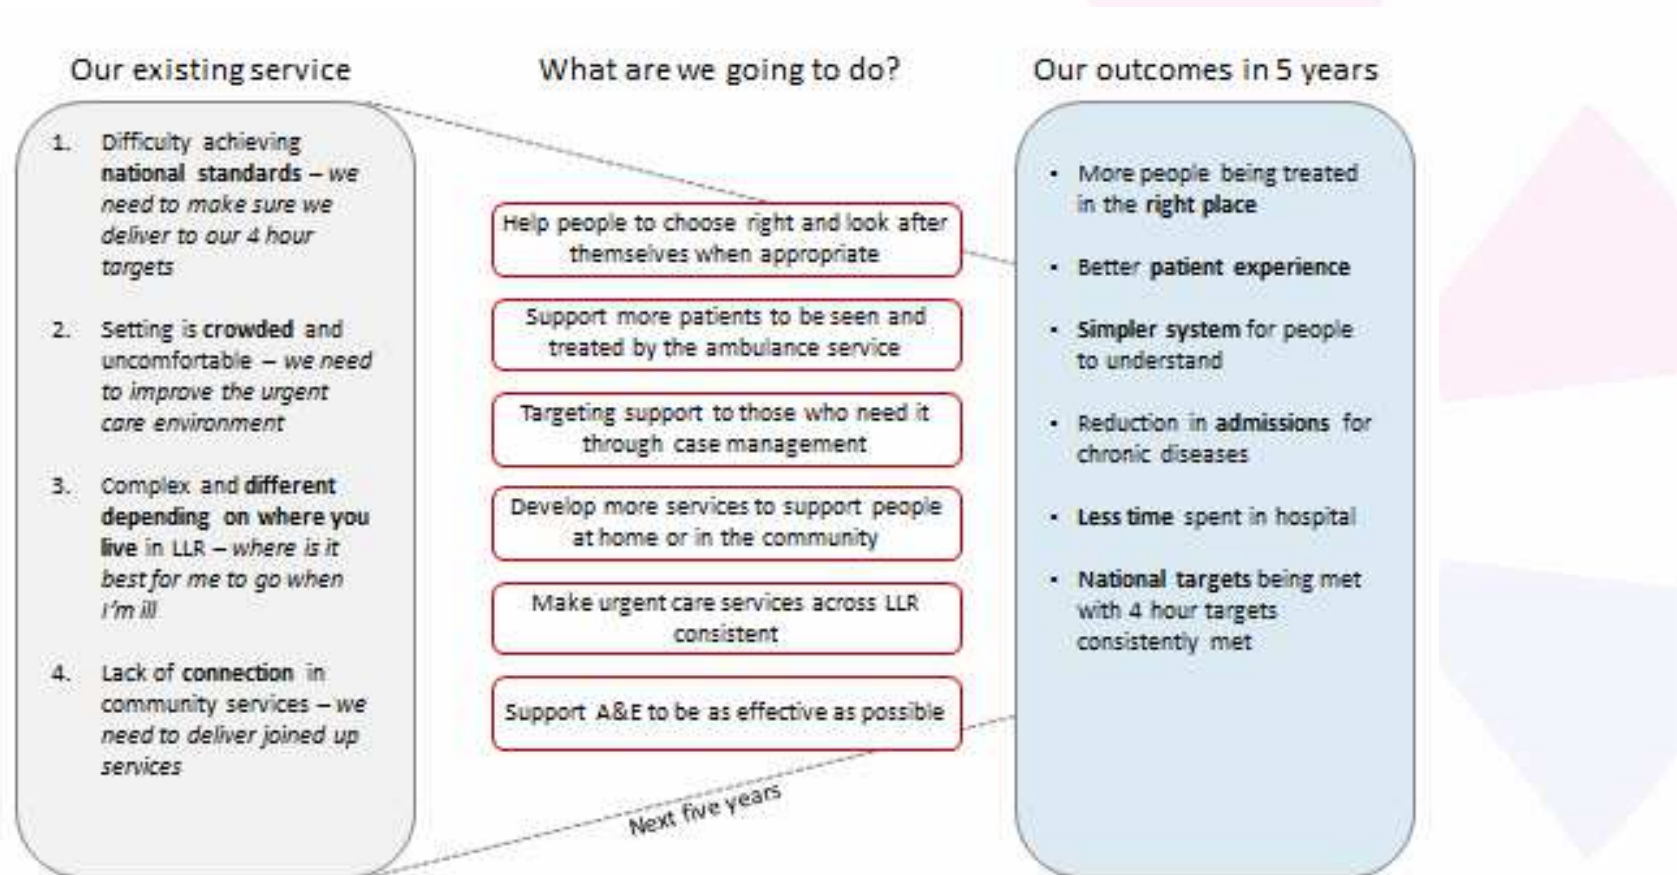 Our existing service
1. Difficulty achieving
national standards – we
need to make sure we
deliver to our 4 hour
targets
2. Setting is crowded and
uncomfortable – we need
to improve the urgent
care environment
3. Complex and different
depending on where you
live in LLR – where is it
best for me to go when
I'm ill
4. Lack of connection in
community services – we
need to deliver joined up
services
What are we going to do?
Help people to choose right and look after
themselves when appropriate
Support more patients to be seen and
treated by the ambulance service
Targeting support to those who need it
through case management
Develop more services to support people
at home or in the community
Make urgent care services across LLR
consistent
Support A&E to be as effective as possible
Next five years
Our outcomes in 5 years
▪ More people being treated
in the right place
▪ Better patient experience
▪ Simpler system for people
to understand
▪ Reduction in admissions for
chronic diseases
▪ Less time spent in hospital
▪ National targets being met
with 4 hour targets
consistently met